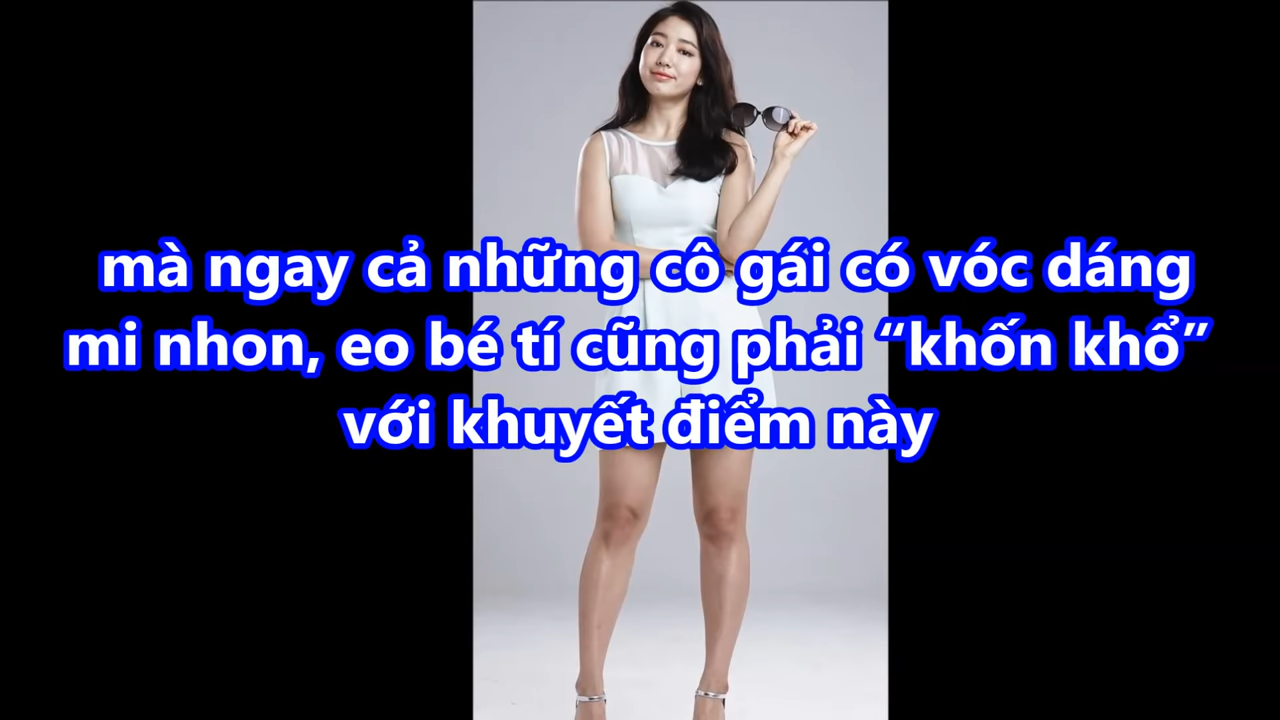 mà ngay cả những cô gái có vóc dáng
mi nhon, eo bé tí cũng phải “khốn khổ”
với khuyết điểm này